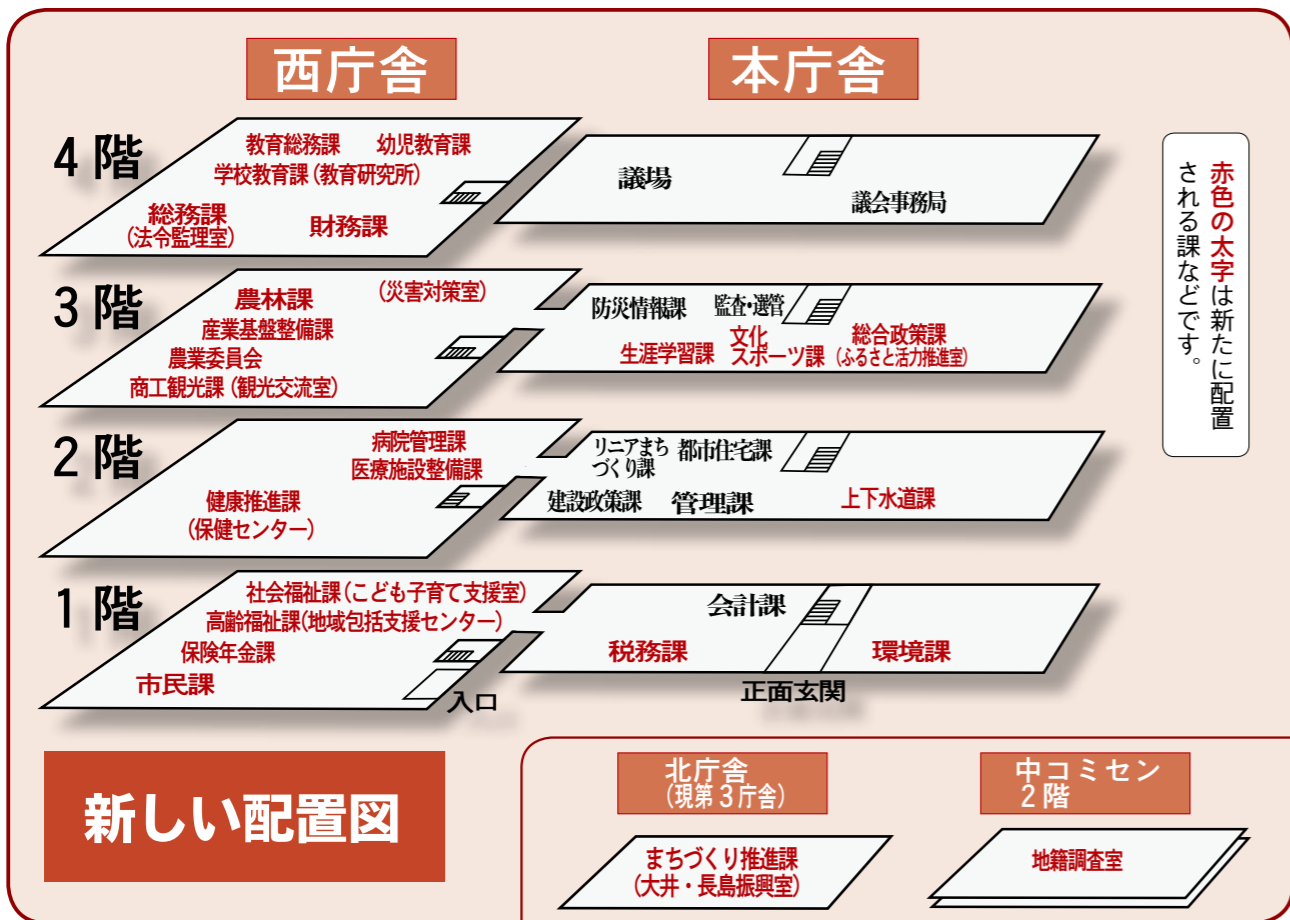 西庁舎
本庁舎
4階
教育総務課 幼児教育課
学校教育課(教育研究所)
総務課
(法令監理室)
財務課
議場
議会事務局
3階
農林課
(災害対策室)
産業基盤整備課
農業委員会
商工観光課(観光交流室)
防災情報課
監査・選管
生涯学習課
文化
スポーツ課
総合政策課
(ふるさと活力推進室)
2階
病院管理課
医療施設整備課
健康推進課
(保健センター)
リニアまち
づくり課
都市住宅課
建設政策課
管理課
上下水道課
1階
社会福祉課(こども子育て支援室)
高齢福祉課(地域包括支援センター)
保険年金課
市民課
入口
会計課
税務課
環境課
正面玄関
赤色の太字は新たに配置
される課などです。
新しい配置図
北庁舎
(現第3庁舎)
まちづくり推進課
(大井・長島振興室)
中コミセン
2階
地籍調査室